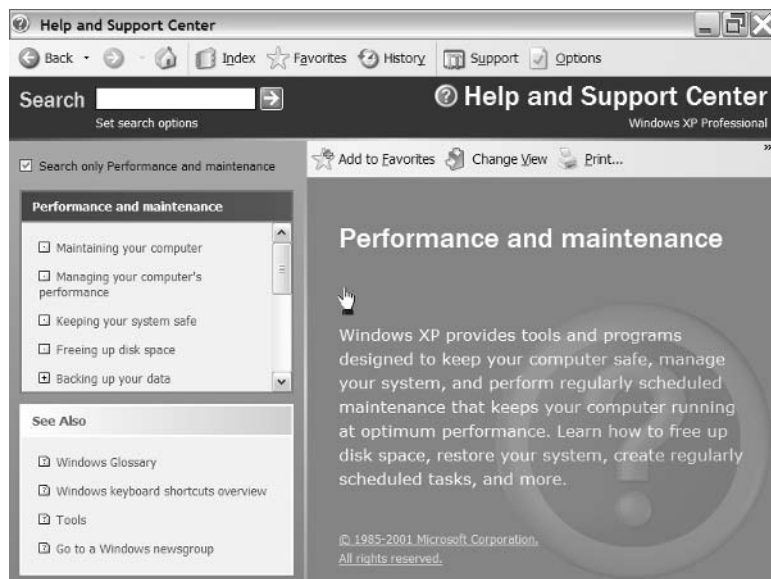 Help and Support Center
Back
Index
Favorites
History
Support
Options
Search
Set search options
Help and Support Center
Windows XP Professional
Search only Performance and maintenance
Add to Favorites
Change View
Print...
Performance and maintenance
Maintaining your computer
Managing your computer's
performance
Keeping your system safe
Freeing up disk space
Backing up your data
See Also
Windows Glossary
Windows keyboard shortcuts overview
Tools
Go to a Windows newsgroup
Performance and maintenance
Windows XP provides tools and programs
designed to keep your computer safe, manage
your system, and perform regularly scheduled
maintenance that keeps your computer running
at optimum performance. Learn how to free up
disk space, restore your system, create regularly
scheduled tasks, and more.
© 1985-2001 Microsoft Corporation.
All rights reserved.